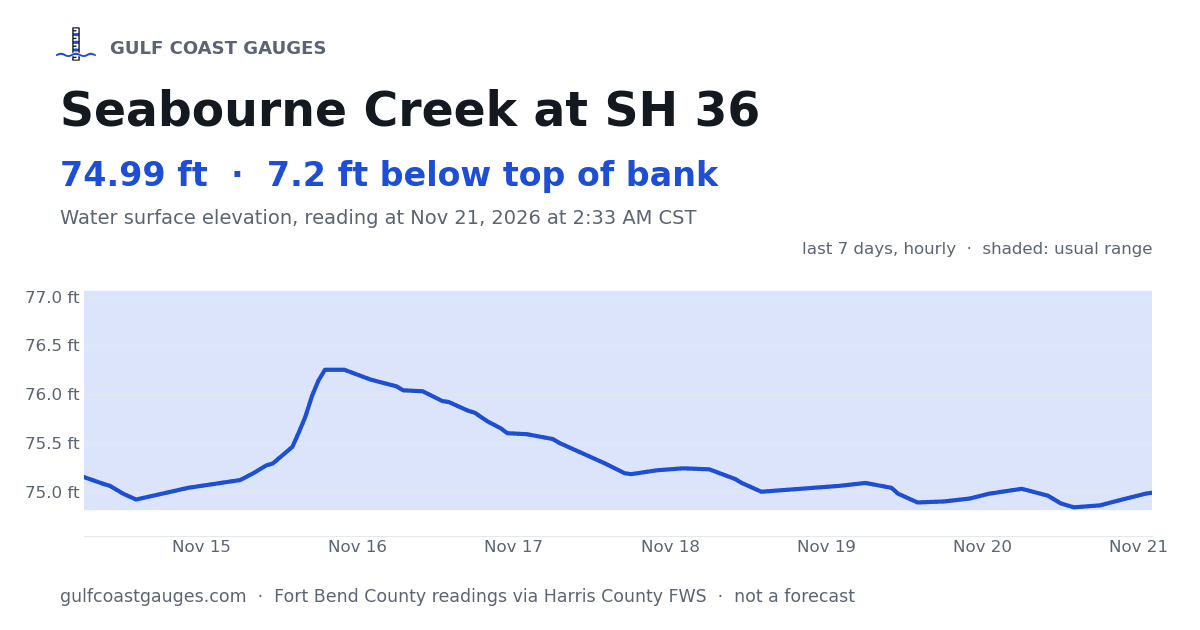 GULF COAST GAUGES
Seabourne Creek at SH 36
74.99 ft · 7.2 ft below top of bank
Water surface elevation, reading at Nov 21, 2026 at 2:33 AM CST
last 7 days, hourly · shaded: usual range
77.0 ft
76.5 ft
76.0 ft
75.5 ft
75.0 ft
Nov 15 Nov 16 Nov 17 Nov 18 Nov 19 Nov 20 Nov 21
gulfcoastgauges.com · Fort Bend County readings via Harris County FWS · not a forecast